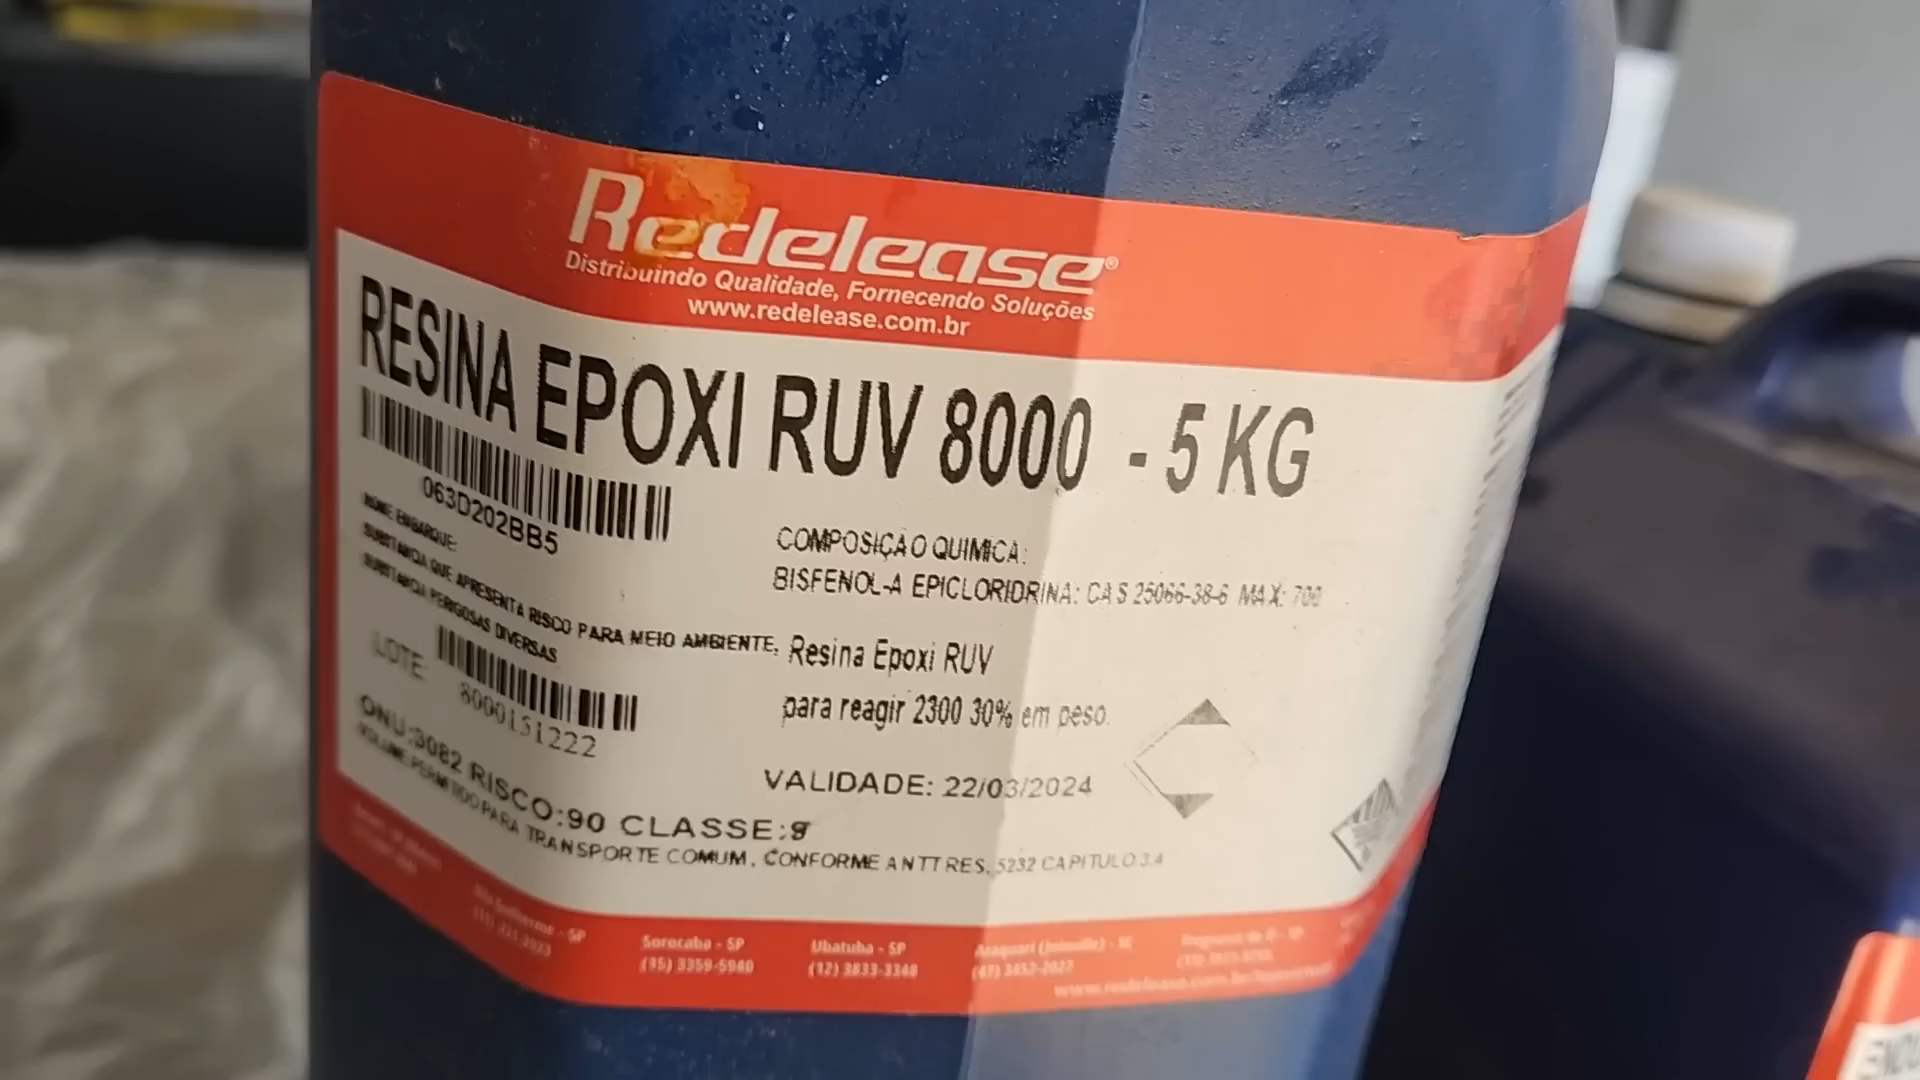 Redelease®
Distribuindo Qualidade, Fornecendo Soluções
www.redelease.com.br
RESINA EPOXI RUV 8000 - 5 KG
063D202BB5
NOME EMBARQUE:
SUBSTANCIA QUE APRESENTA RISCO PARA MEIO AMBIENTE,
SUBSTANCIA PERIGOSAS DIVERSAS
COMPOSIÇÃO QUIMICA:
BISFENOL-A EPICLORIDRINA: CAS 25066-38-6 MAX: 700
Resina Epoxi RUV
para reagir 2300 30% em peso.
LOTE:
8000151222
VALIDADE: 22/03/2024
ONU:3082 RISCO:90 CLASSE:9
VOLUME PERMITIDO PARA TRANSPORTE COMUM, CONFORME ANTT RES. 5232 CAPITULO 3.4
Sorocaba - SP
(15) 3359-5940
Ubatuba - SP
(12) 3833-3348
Araquari (Joinville) - SC
(47) 3452-2027